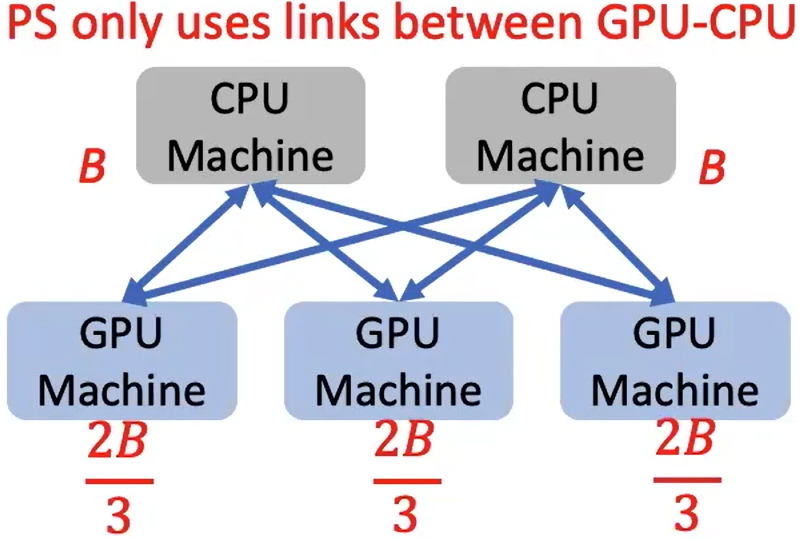 PS only uses links between GPU-CPU
CPU
Machine
CPU
Machine
B
B
GPU
Machine
GPU
Machine
GPU
Machine
2B
3
2B
3
2B
3